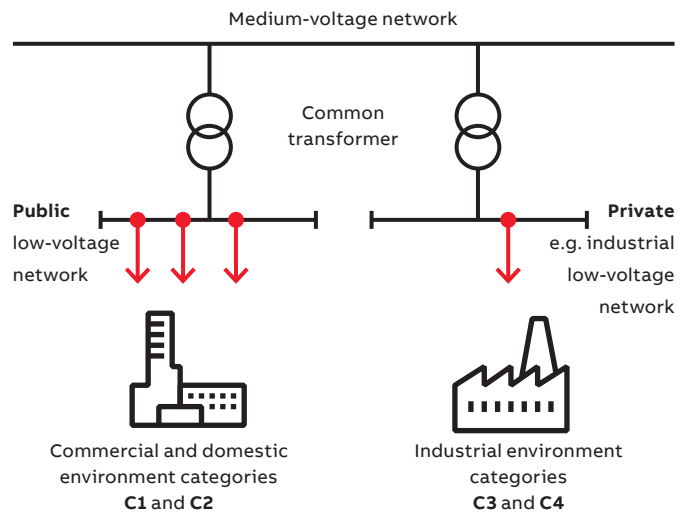 Medium-voltage network
Common
transformer
Public
low-voltage
network
Private
e.g. industrial
low-voltage
network
Commercial and domestic
environment categories
C1 and C2
Industrial environment
categories
C3 and C4